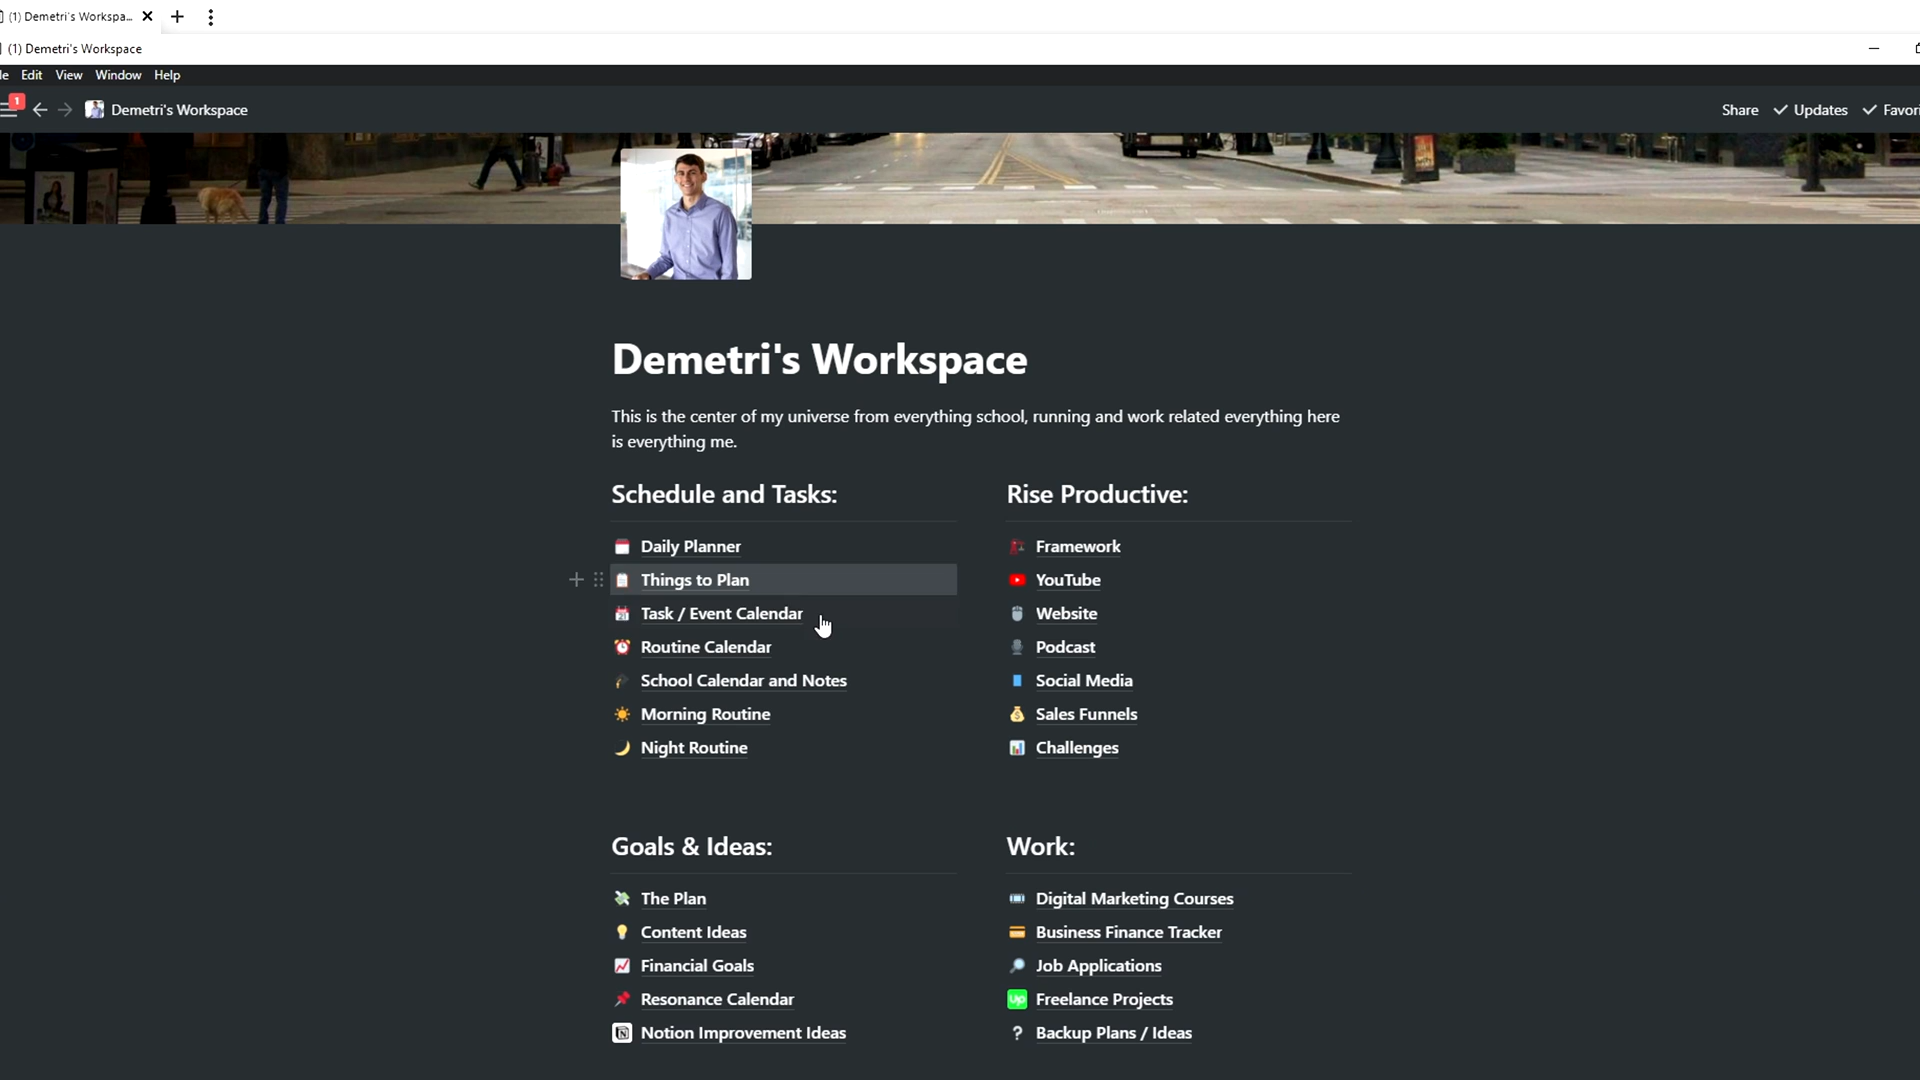 (1) Demetri's Workspa...
(1) Demetri's Workspace
Edit View Window Help
1
Demetri's Workspace
Share Updates Favori
Demetri's Workspace
This is the center of my universe from everything school, running and work related everything here
is everything me.
Schedule and Tasks:
Daily Planner
Things to Plan
Task / Event Calendar
Routine Calendar
School Calendar and Notes
Morning Routine
Night Routine
Rise Productive:
Framework
YouTube
Website
Podcast
Social Media
Sales Funnels
Challenges
Goals & Ideas:
The Plan
Content Ideas
Financial Goals
Resonance Calendar
Notion Improvement Ideas
Work:
Digital Marketing Courses
Business Finance Tracker
Job Applications
up Freelance Projects
? Backup Plans / Ideas